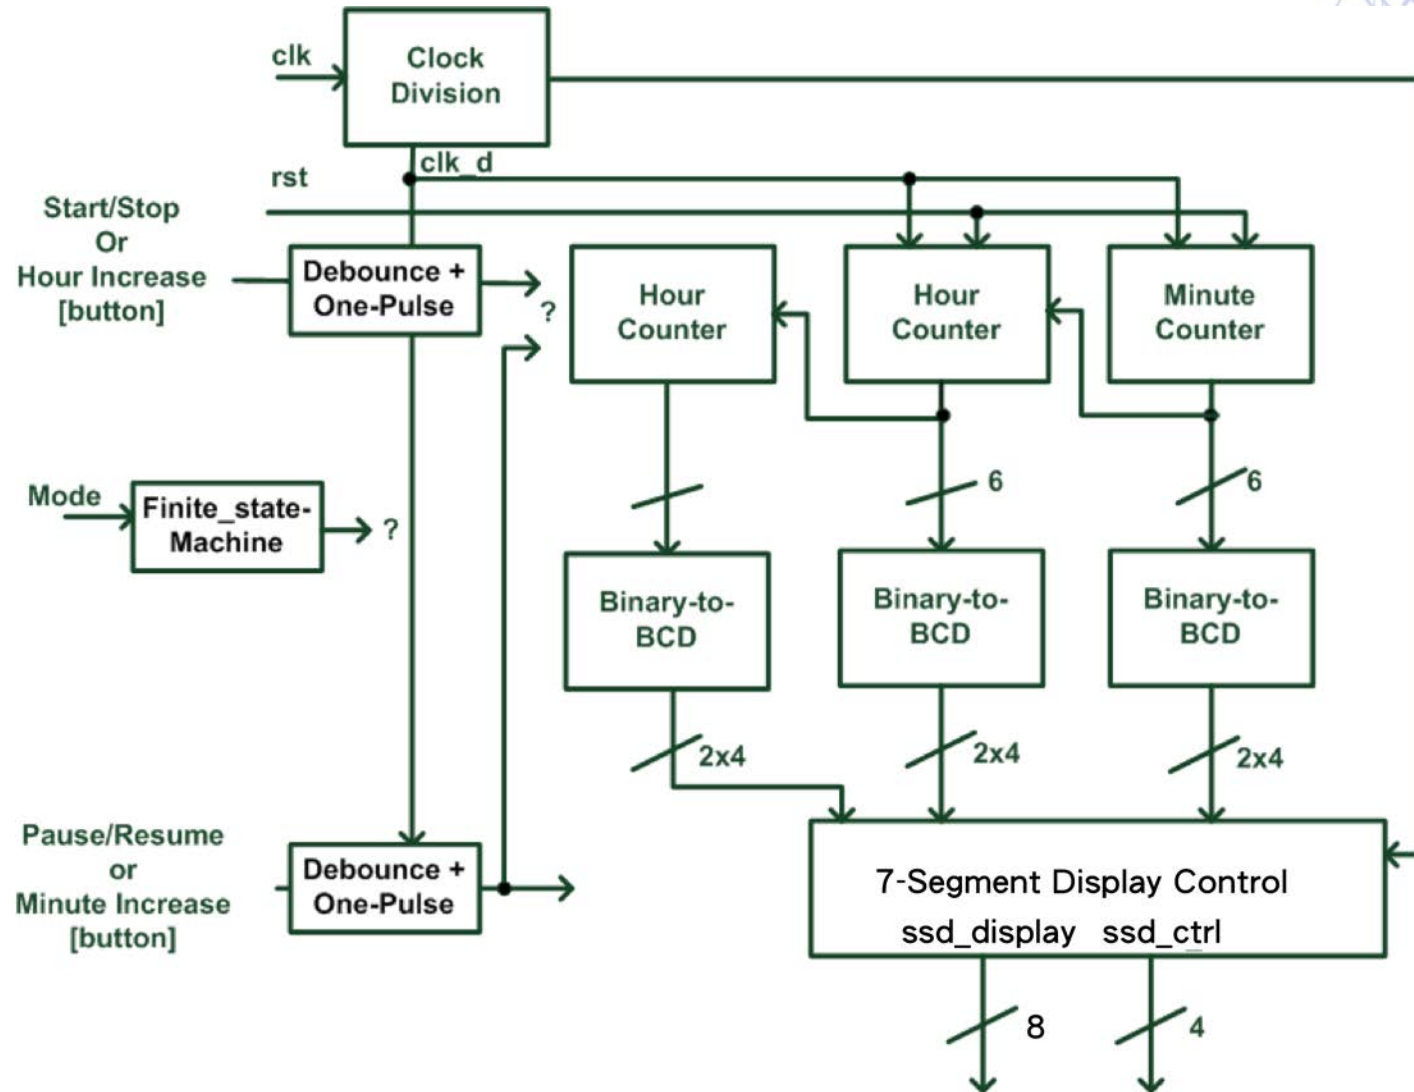 clk
Clock
Division
clk_d
rst
Start/Stop
Or
Hour Increase
[button]
Debounce +
One-Pulse
?
Hour
Counter
Hour
Counter
Minute
Counter
Mode
Finite_state-
Machine
?
6
6
Binary-to-
BCD
Binary-to-
BCD
Binary-to-
BCD
2x4
2x4
2x4
Pause/Resume
or
Minute Increase
[button]
Debounce +
One-Pulse
7-Segment Display Control
ssd_display ssd_ctrl
8
4